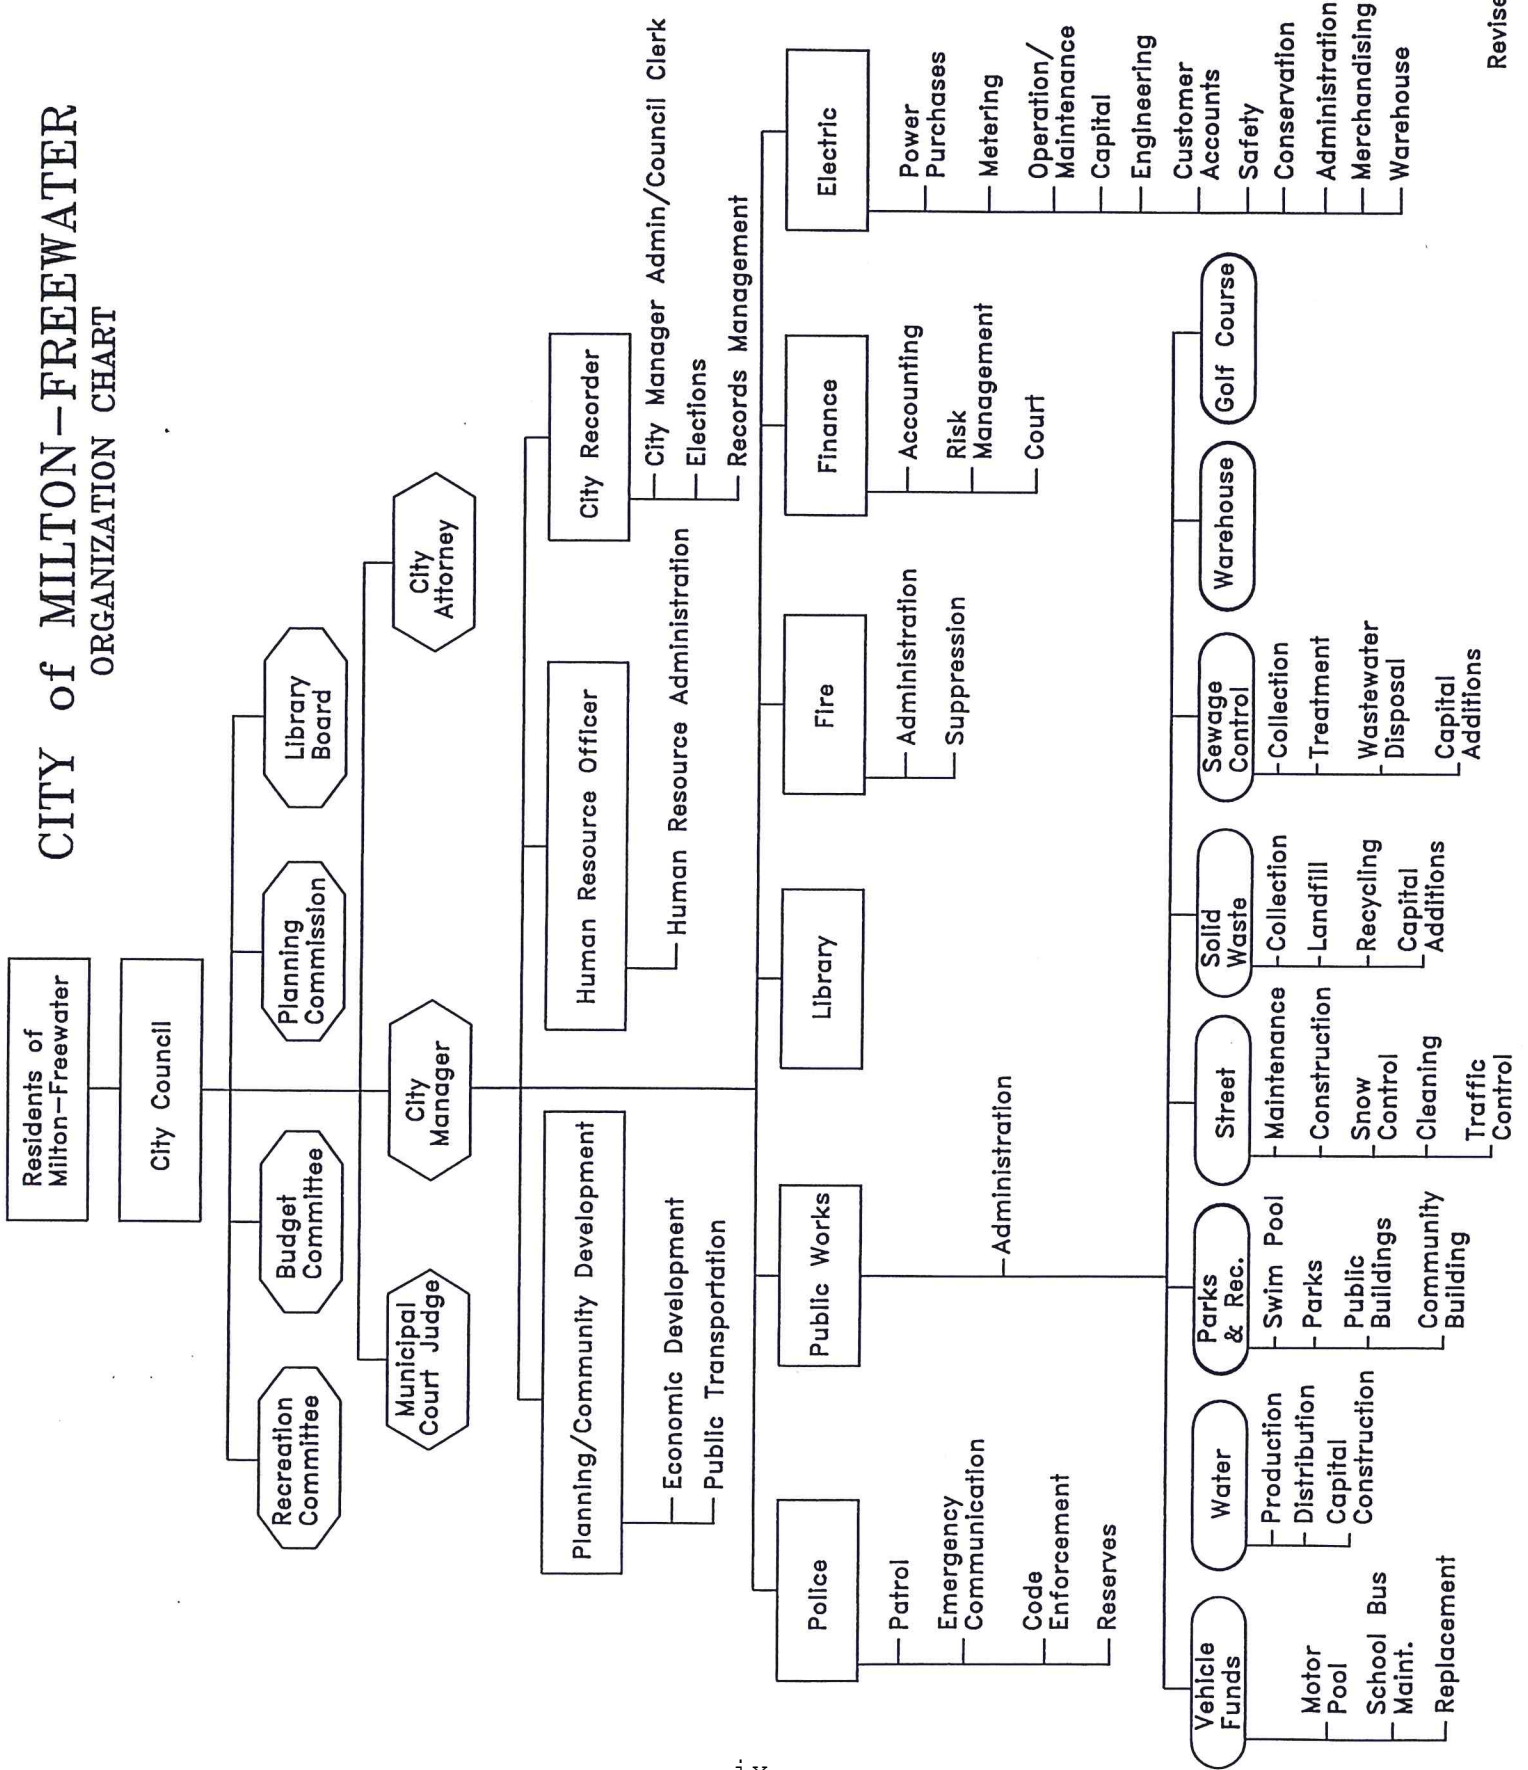 CITY of MILTON-FREEWATER
ORGANIZATION CHART
Residents of
Milton-Freewater
City Council
Recreation
Committee
Budget
Committee
Planning
Commission
Library
Board
Municipal
Court Judge
City
Manager
City
Attorney
Planning/Community Development
Economic Development
Public Transportation
Human Resource Officer
Human Resource Administration
City Recorder
City Manager Admin/Council Clerk
Elections
Records Management
Police
Patrol
Emergency
Communication
Code
Enforcement
Reserves
Public Works
Administration
Library
Fire
Administration
Suppression
Finance
Accounting
Risk
Management
Court
Electric
Power
Purchases
Metering
Operation/
Maintenance
Capital
Engineering
Customer
Accounts
Safety
Conservation
Administration
Merchandising
Warehouse
Vehicle
Funds
Motor
Pool
School Bus
Maint.
Replacement
Water
Production
Distribution
Capital
Construction
Parks
& Rec.
Swim Pool
Parks
Public
Buildings
Community
Building
Street
Maintenance
Construction
Snow
Control
Cleaning
Traffic
Control
Solid
Waste
Collection
Landfill
Recycling
Capital
Additions
Sewage
Control
Collection
Treatment
Wastewater
Disposal
Capital
Additions
Warehouse
Golf Course
Revise